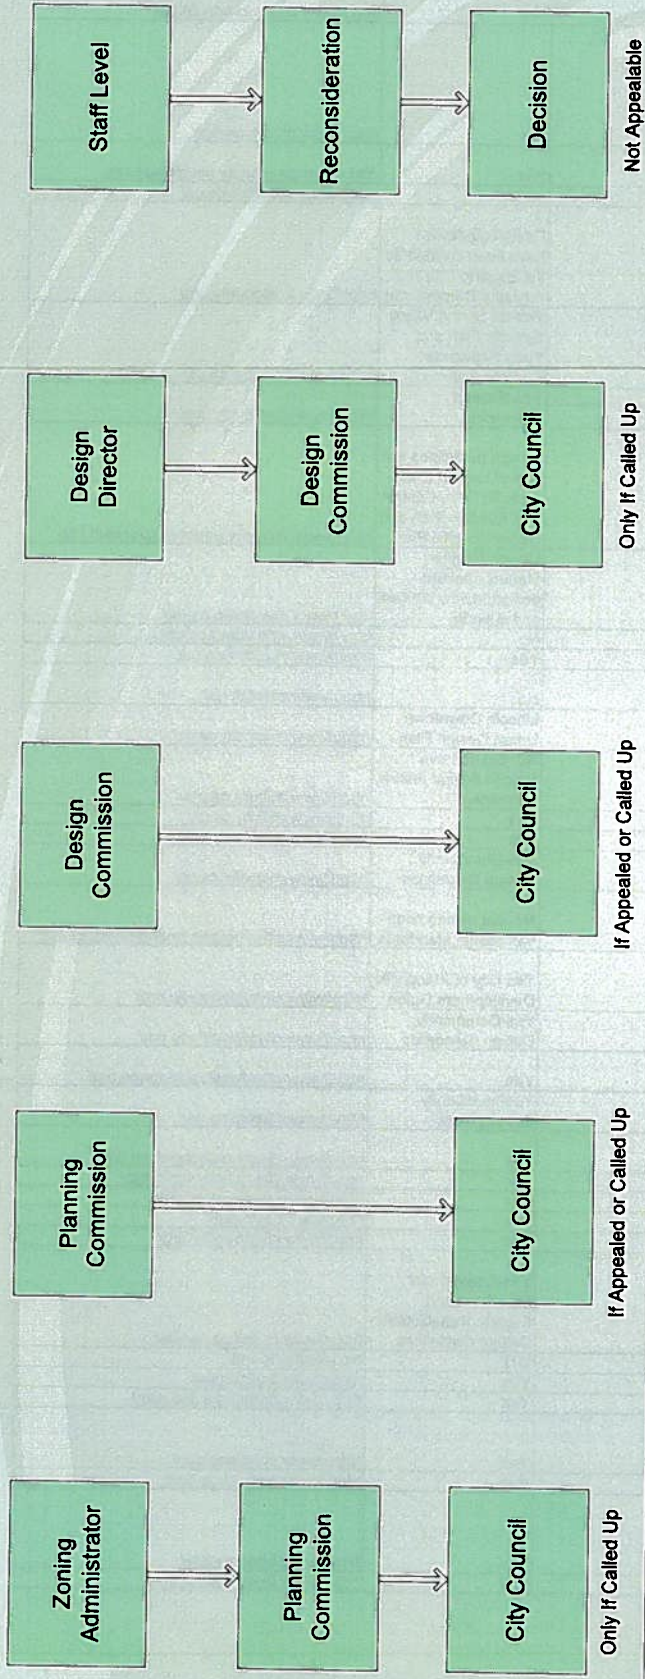 Zoning
Administrator
Planning
Commission
City Council
Only If Called Up
Planning
Commission
City Council
If Appealed or Called Up
Design
Commission
City Council
If Appealed or Called Up
Design
Director
Design
Commission
City Council
Only If Called Up
Staff Level
Reconsideration
Decision
Not Appealable